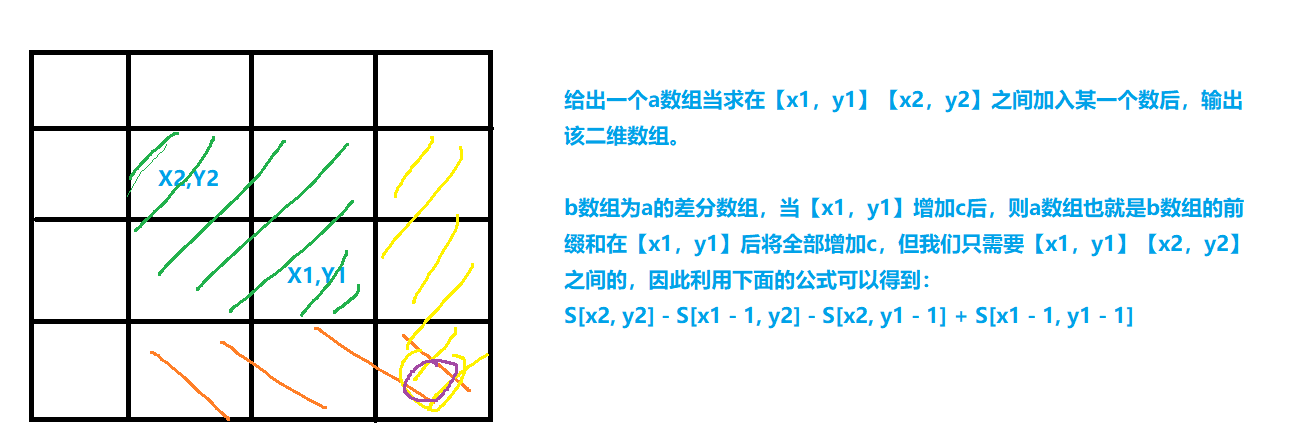 给出一个a数组当求在【x1，y1】【x2，y2】之间加入某一个数后，输出
该二维数组。
b数组为a的差分数组，当【x1，y1】增加c后，则a数组也就是b数组的前
缀和在【x1，y1】后将全部增加c，但我们只需要【x1，y1】【x2，y2】
之间的，因此利用下面的公式可以得到：
S[x2, y2] - S[x1 - 1, y2] - S[x2, y1 - 1] + S[x1 - 1, y1 - 1]
X2,Y2
X1,Y1